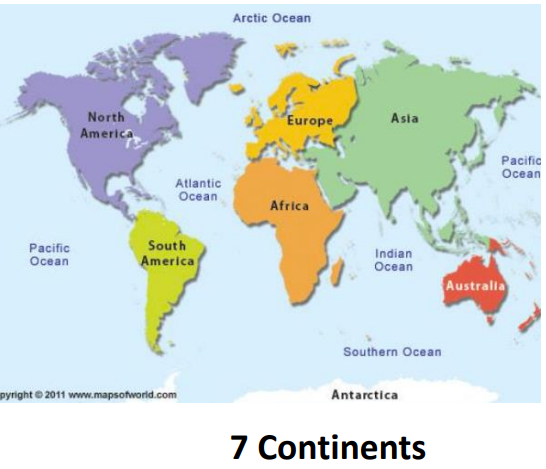 Arctic Ocean
North
America
Europe
Asia
Pacific
Ocean
Atlantic
Ocean
Africa
Pacific
Ocean
South
America
Indian
Ocean
Australia
Southern Ocean
pyright © 2011 www.mapsofworld.com
Antarctica
7 Continents